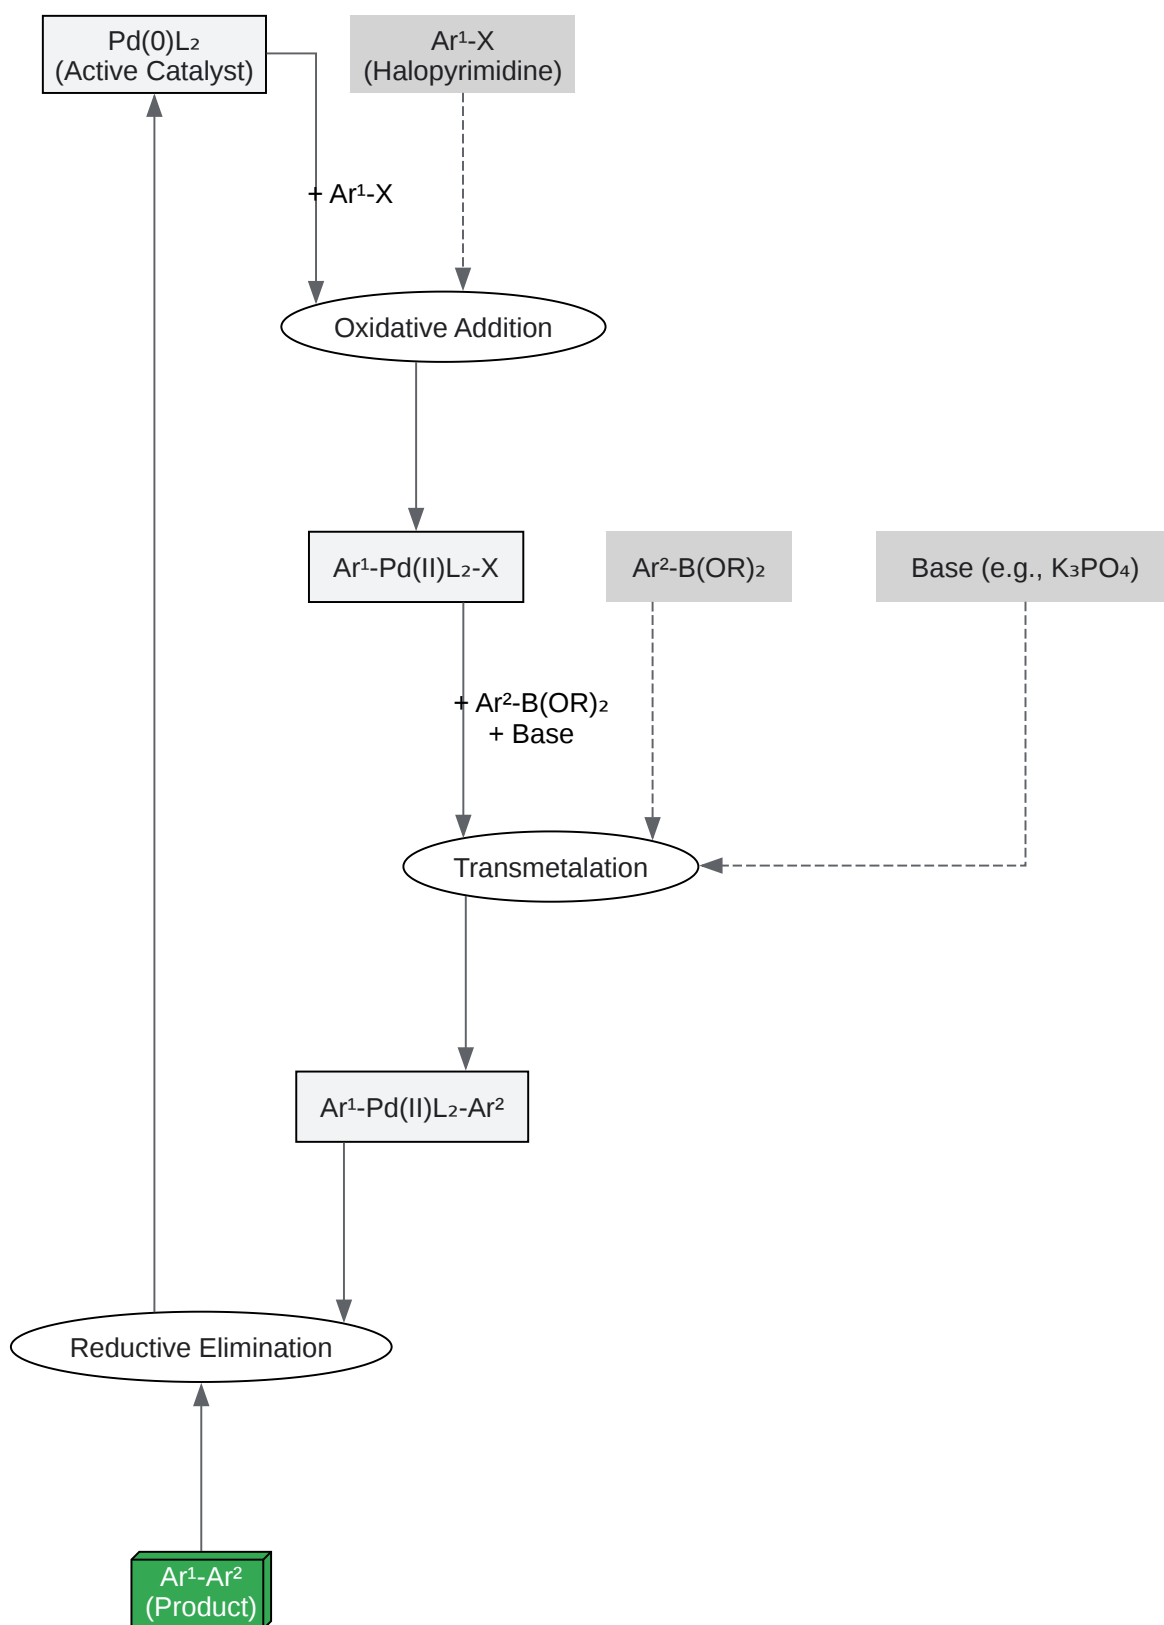 Pd(0)L₂
(Active Catalyst)
Ar¹-X
(Halopyrimidine)
+ Ar¹-X
Oxidative Addition
Ar¹-Pd(II)L₂-X
Ar²-B(OR)₂
Base (e.g., K₃PO₄)
+ Ar²-B(OR)₂
+ Base
Transmetalation
Ar¹-Pd(II)L₂-Ar²
Reductive Elimination
Ar¹-Ar²
(Product)